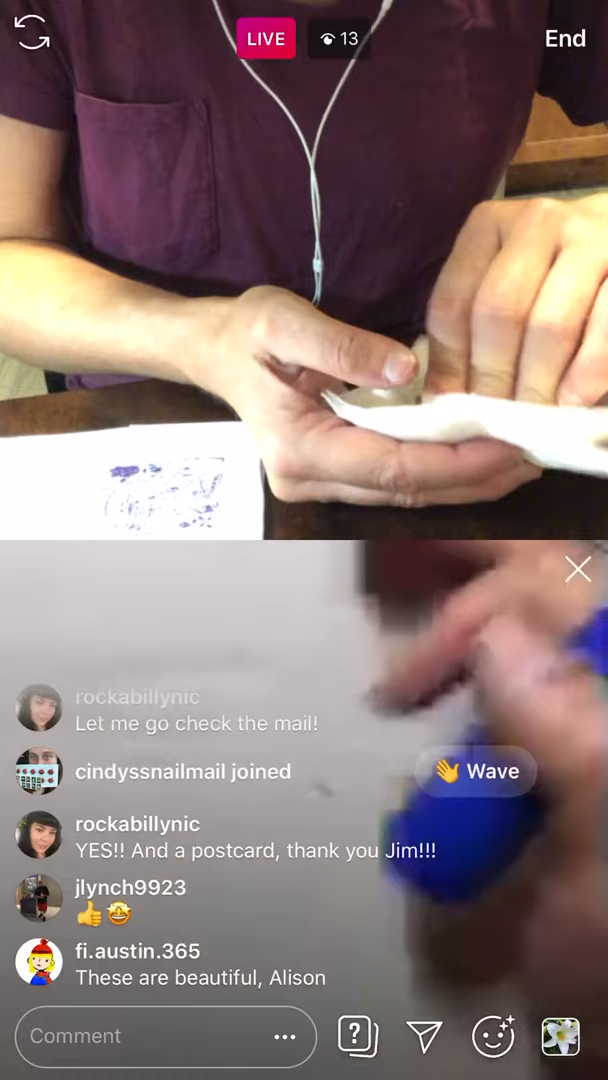 LIVE
13
End
rockabillynic
Let me go check the mail!
cindyssnailmail joined
Wave
rockabillynic
YES!! And a postcard, thank you Jim!!!
jlynch9923
fi.austin.365
These are beautiful, Alison
Comment